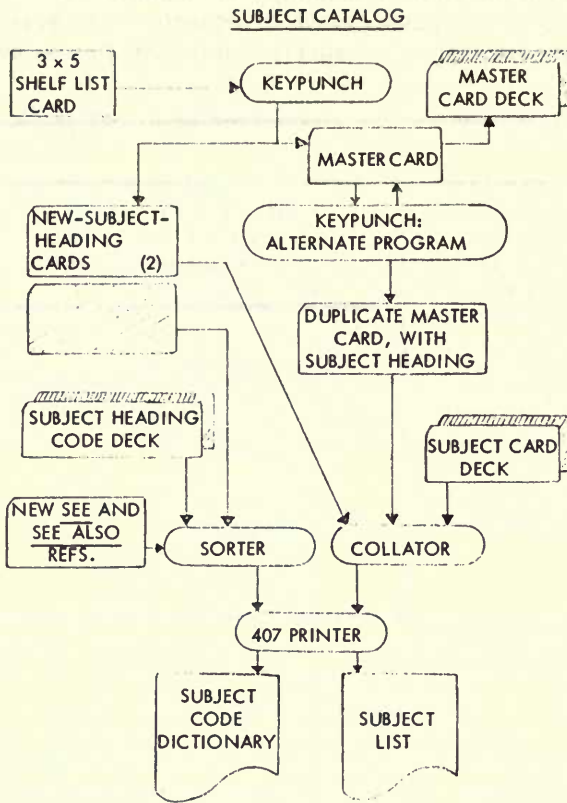 SUBJECT CATALOG
3 x 5
SHELF LIST
CARD
KEYPUNCH
MASTER
CARD DECK
MASTER CARD
NEW-SUBJECT-
HEADING
CARDS (2)
KEYPUNCH:
ALTERNATE PROGRAM
DUPLICATE MASTER
CARD, WITH
SUBJECT HEADING
SUBJECT HEADING
CODE DECK
SUBJECT CARD
DECK
NEW SEE AND
SEE ALSO
REFS.
SORTER
COLLATOR
407 PRINTER
SUBJECT
CODE
DICTIONARY
SUBJECT
LIST